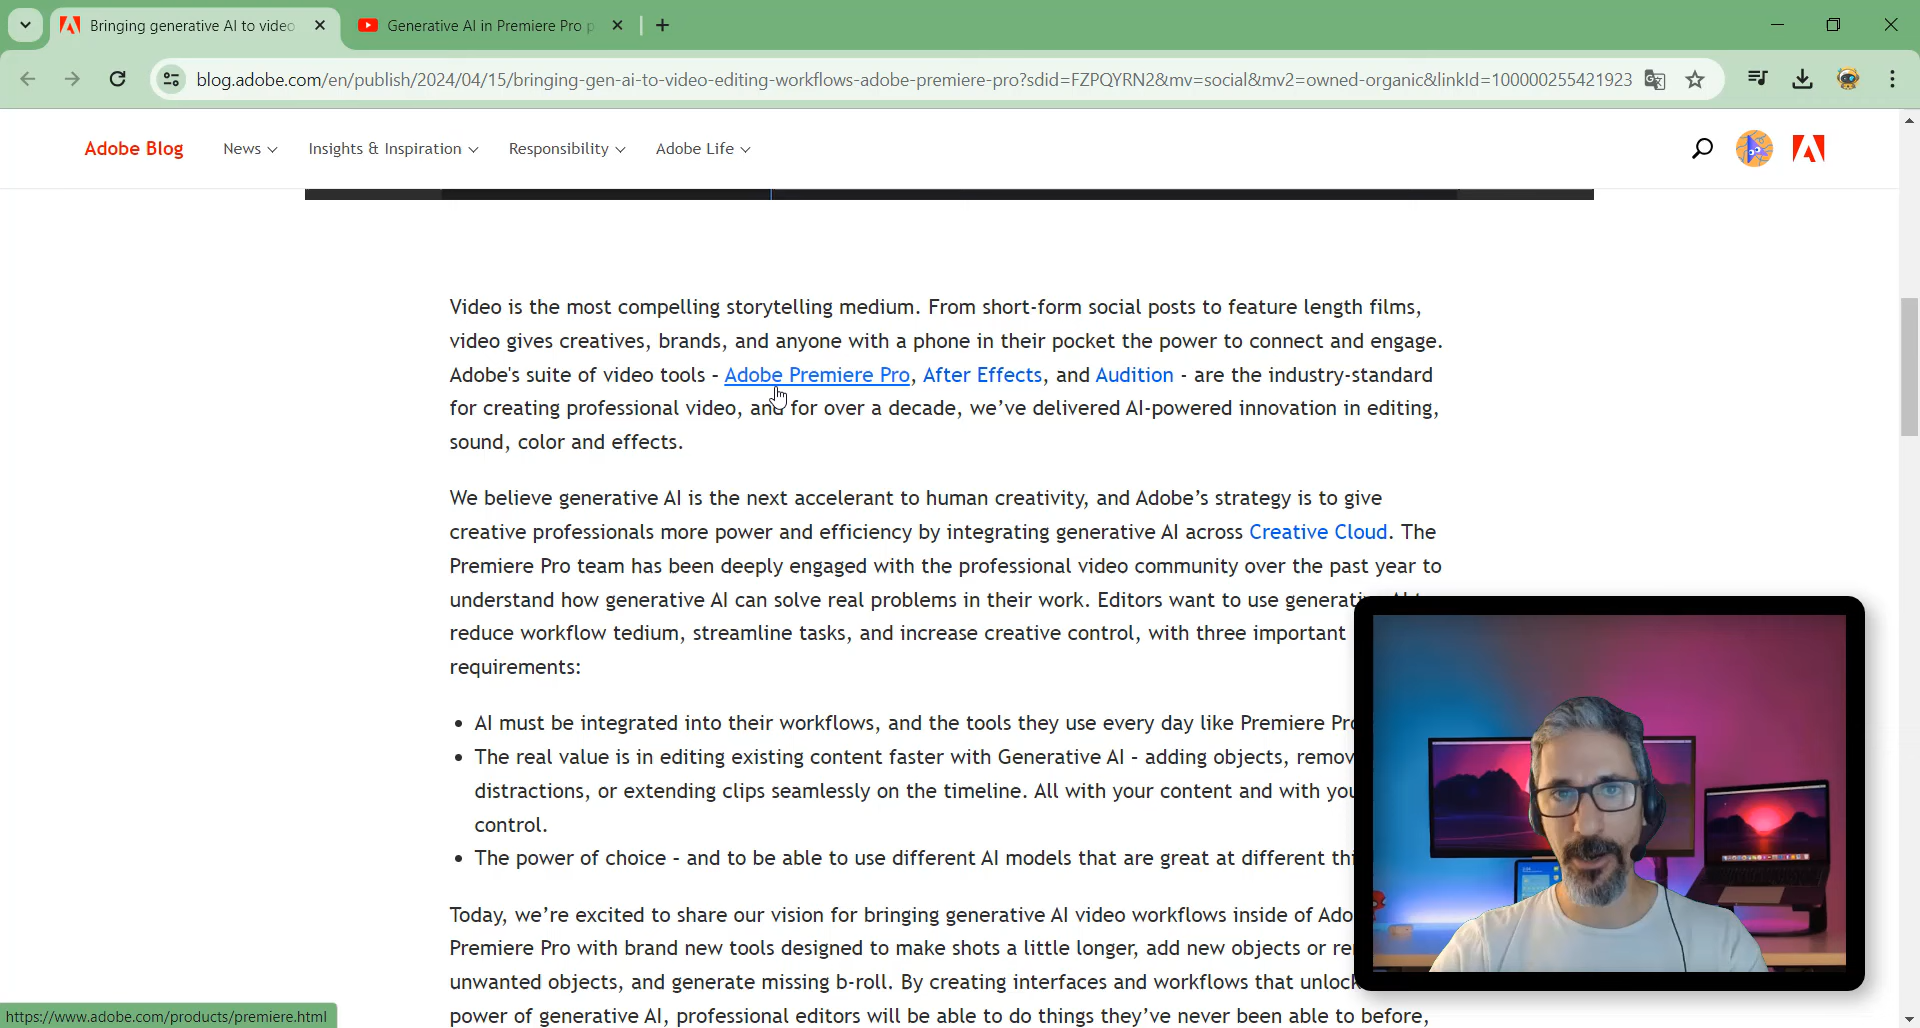 Bringing generative AI to video
Generative AI in Premiere Pro p
blog.adobe.com/en/publish/2024/04/15/bringing-gen-ai-to-video-editing-workflows-adobe-premiere-pro?sdid=FZPQYRN2&mv=social&mv2=owned-organic&linkId=100000255421923
Adobe Blog
News
Insights & Inspiration
Responsibility
Adobe Life
Video is the most compelling storytelling medium. From short-form social posts to feature length films,
video gives creatives, brands, and anyone with a phone in their pocket the power to connect and engage.
Adobe's suite of video tools - Adobe Premiere Pro, After Effects, and Audition - are the industry-standard
for creating professional video, and for over a decade, we’ve delivered AI-powered innovation in editing,
sound, color and effects.
We believe generative AI is the next accelerant to human creativity, and Adobe’s strategy is to give
creative professionals more power and efficiency by integrating generative AI across Creative Cloud. The
Premiere Pro team has been deeply engaged with the professional video community over the past year to
understand how generative AI can solve real problems in their work. Editors want to use generati
reduce workflow tedium, streamline tasks, and increase creative control, with three important
requirements:
• AI must be integrated into their workflows, and the tools they use every day like Premiere Pro
• The real value is in editing existing content faster with Generative AI - adding objects, remov
distractions, or extending clips seamlessly on the timeline. All with your content and with you
control.
• The power of choice - and to be able to use different AI models that are great at different thi
Today, we’re excited to share our vision for bringing generative AI video workflows inside of Ado
Premiere Pro with brand new tools designed to make shots a little longer, add new objects or re
unwanted objects, and generate missing b-roll. By creating interfaces and workflows that unlock
power of generative AI, professional editors will be able to do things they’ve never been able to before,
https://www.adobe.com/products/premiere.html